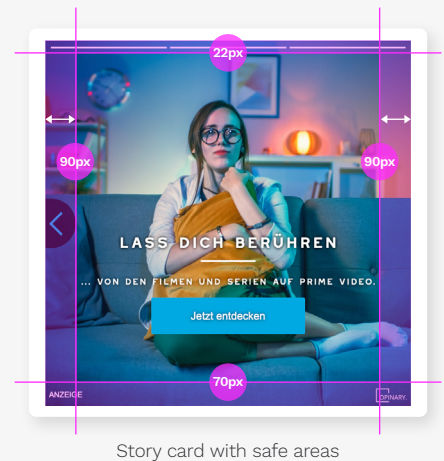 22px
90px
90px
LASS DICH BERÜHREN
... VON DEN FILMEN UND SERIEN AUF PRIME VIDEO.
Jetzt entdecken
70px
ANZEIGE
OPINARY.
Story card with safe areas